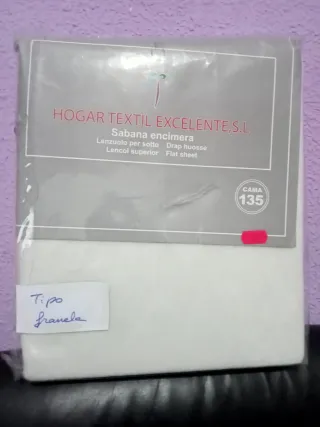 HOGAR TEXTIL EXCELENTE,S.L.
Sabana encimera
Lenzuolo per sotto Drap housse
Lencol superior Flat sheet
CAMA
135
Tipo
franela